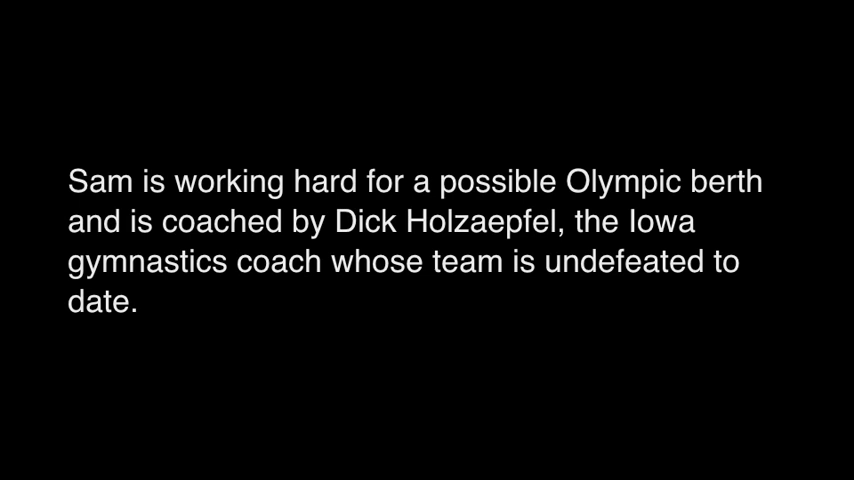 Sam is working hard for a possible Olympic berth
and is coached by Dick Holzaepfel, the Iowa
gymnastics coach whose team is undefeated to
date.